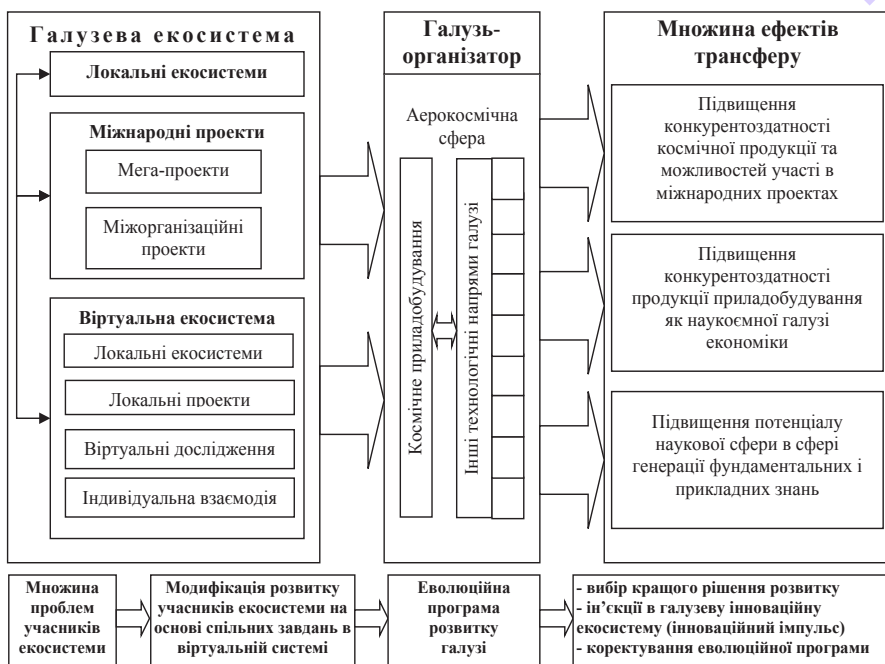 Галузева екосистема
Локальні екосистеми
Міжнародні проекти
Мега-проекти
Міжорганізаційні
проекти
Віртуальна екосистема
Локальні екосистеми
Локальні проекти
Віртуальні дослідження
Індивідуальна взаємодія
Галузь-
організатор
Аерокосмічна
сфера
Космічне приладобудування
Інші технологічні напрями галузі
Множина ефектів
трансферу
Підвищення
конкурентоздатності
космічної продукції та
можливостей участі в
міжнародних проектах
Підвищення
конкурентоздатності
продукції приладобудування
як наукоємної галузі
економіки
Підвищення потенціалу
наукової сфери в сфері
генерації фундаментальних і
прикладних знань
Множина
проблем
учасників
екосистеми
Модифікація розвитку
учасників екосистеми на
основі спільних завдань в
віртуальній системі
Еволюційна
програма
розвитку
галузі
- вибір кращого рішення розвитку
- ін’єкції в галузеву інноваційну
екосистему (інноваційний імпульс)
- коректування еволюційної програми